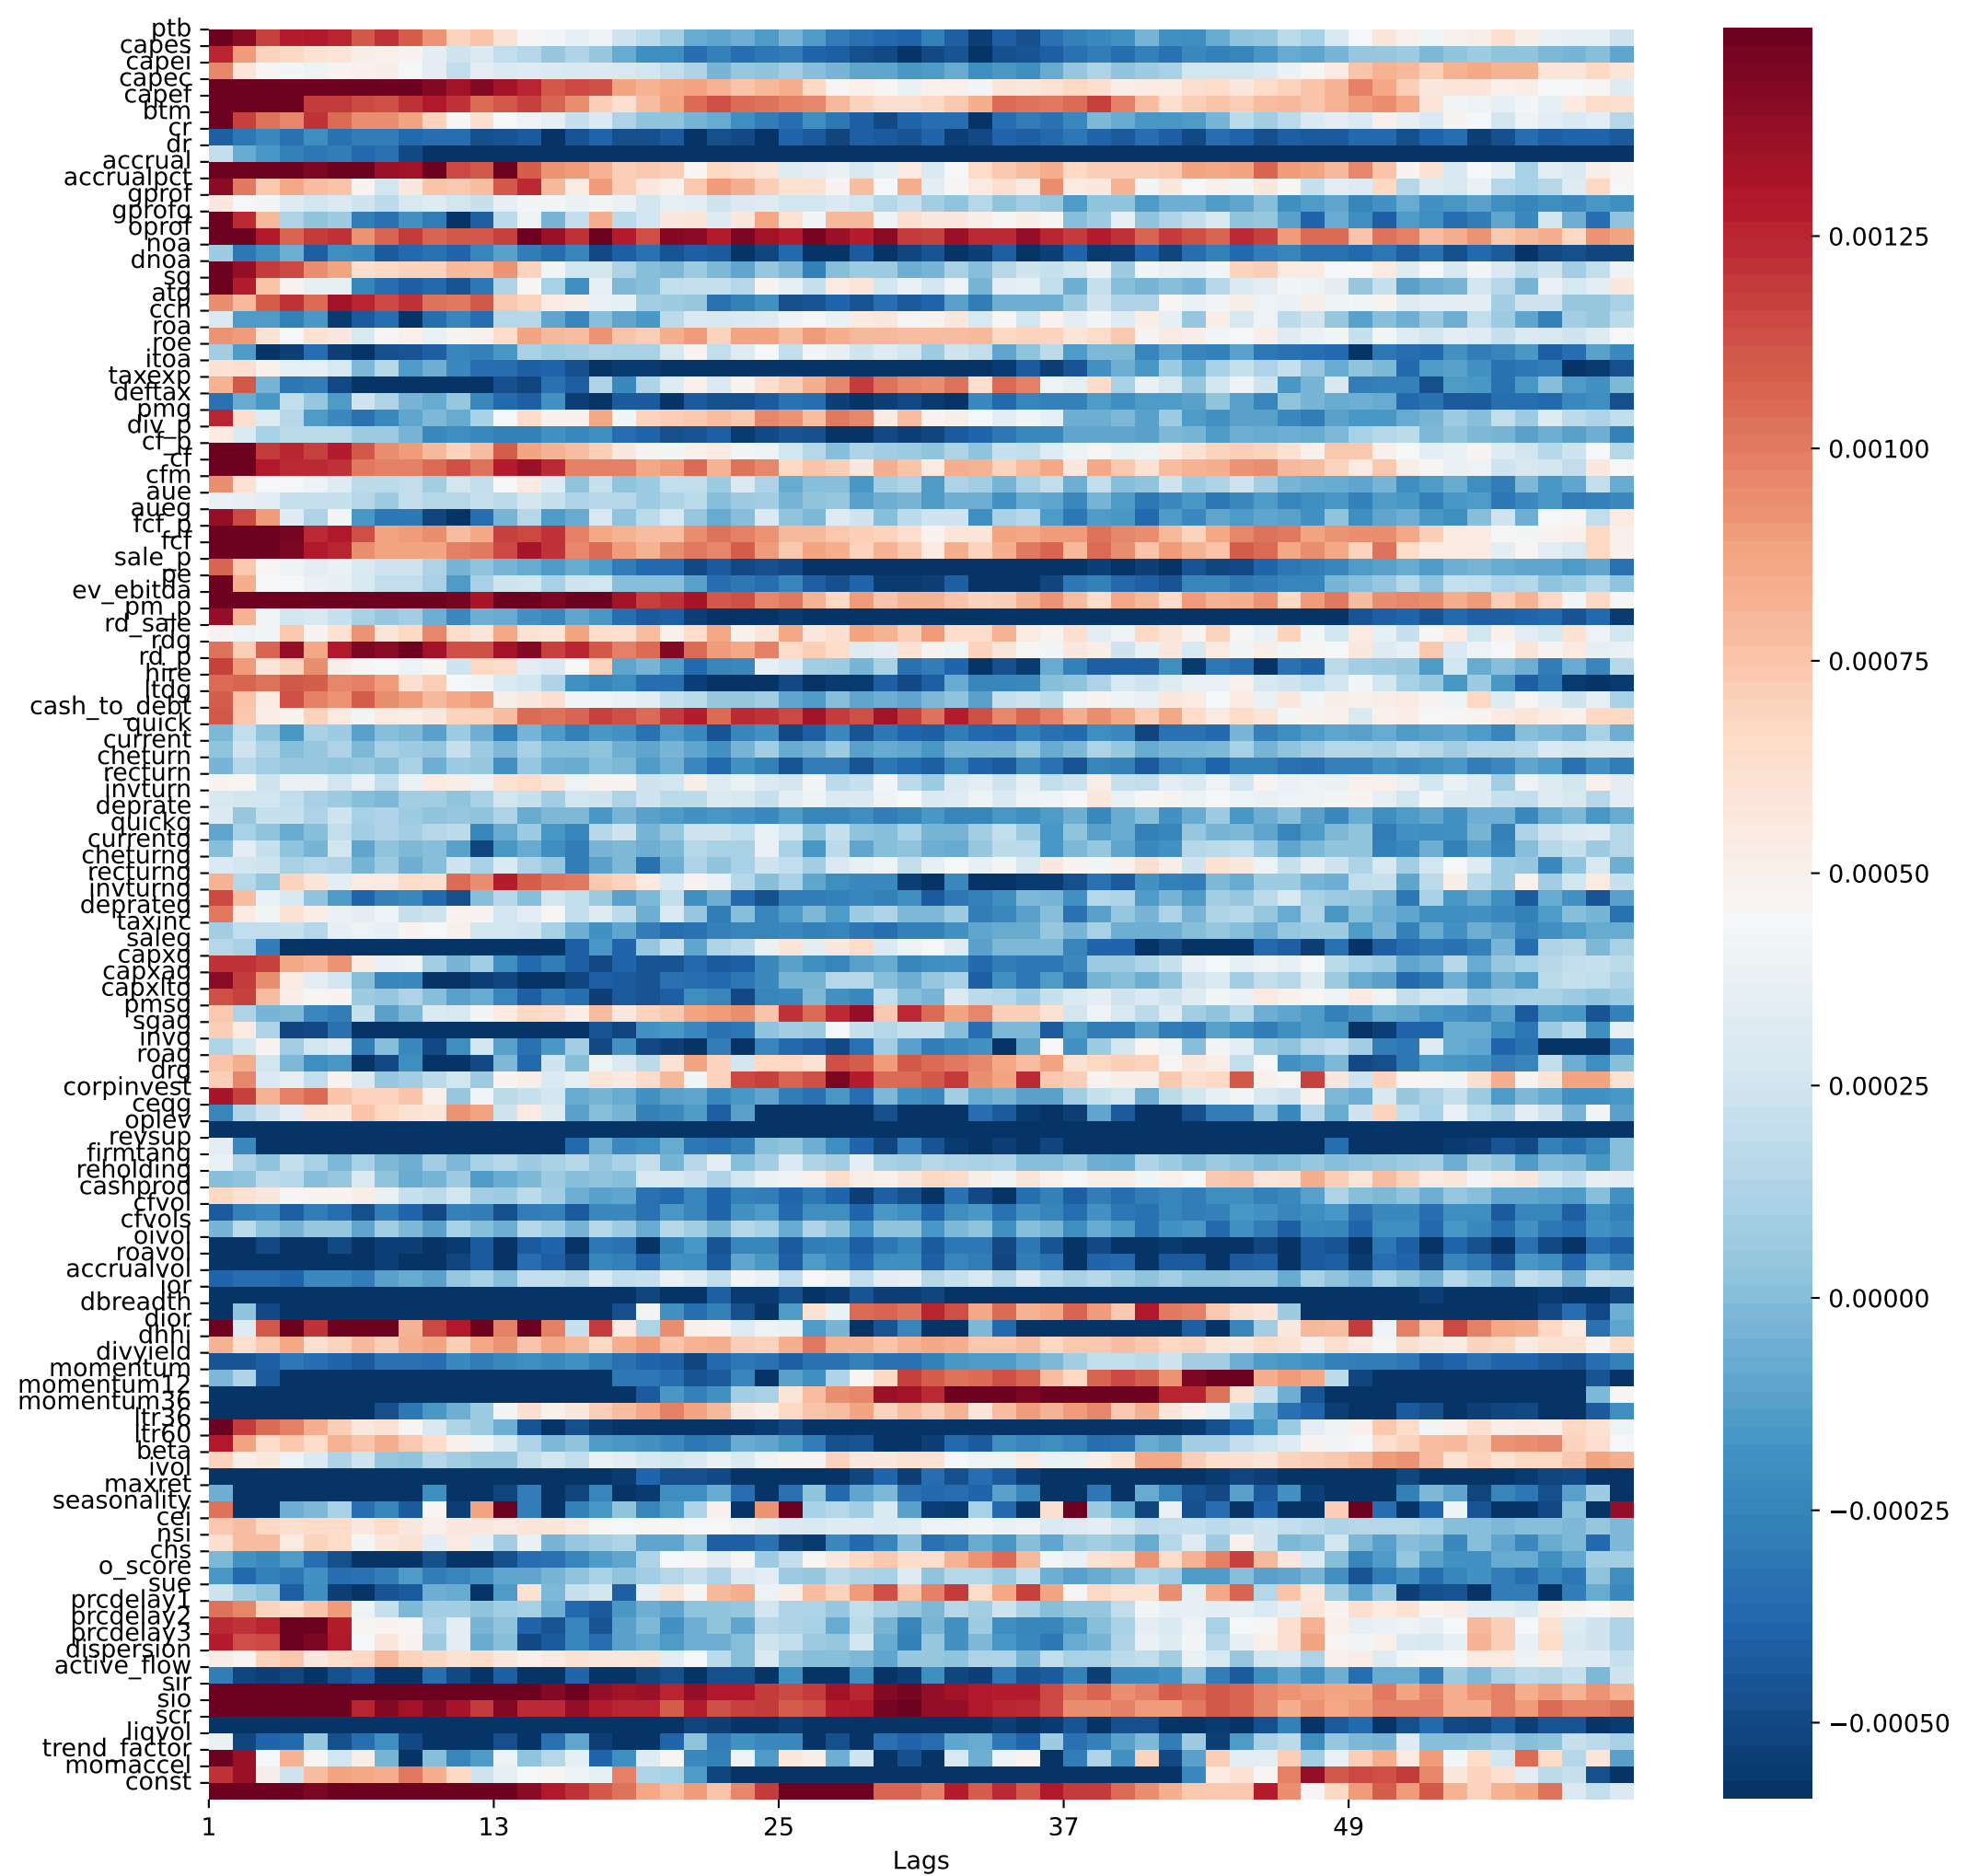 ptb
capes
capei
capec
capef
btm
cr
dr
accrual
accrualpct
gprof
gprofg
oprof
noa
dnoa
sg
atg
cch
roa
roe
itoa
taxexp
deftax
pmg
div_p
cf_p
cf
cfm
aue
aueg
fcf_p
fcf
sale_p
pe
ev_ebitda
pm_p
rd_sale
rdg
rd_p
hire
ltdg
cash_to_debt
quick
current
cheturn
recturn
invturn
deprate
quickg
currentg
cheturng
recturng
invturng
deprateg
taxinc
saleg
capxg
capxag
capxltg
pmsg
sgag
invg
roag
drg
corpinvest
ceqg
oplev
revsup
firmtang
reholding
cashprod
cfvol
cfvols
oivol
roavol
accrualvol
ior
dbreadth
dior
dhhi
divyield
momentum
momentum12
momentum36
ltr36
ltr60
beta
ivol
maxret
seasonality
cei
nsi
chs
o_score
sue
prcdelay1
prcdelay2
prcdelay3
dispersion
active_flow
sir
sio
scr
liqvol
trend_factor
momaccel
const
1
13
25
37
49
Lags
0.00125
0.00100
0.00075
0.00050
0.00025
0.00000
−0.00025
−0.00050